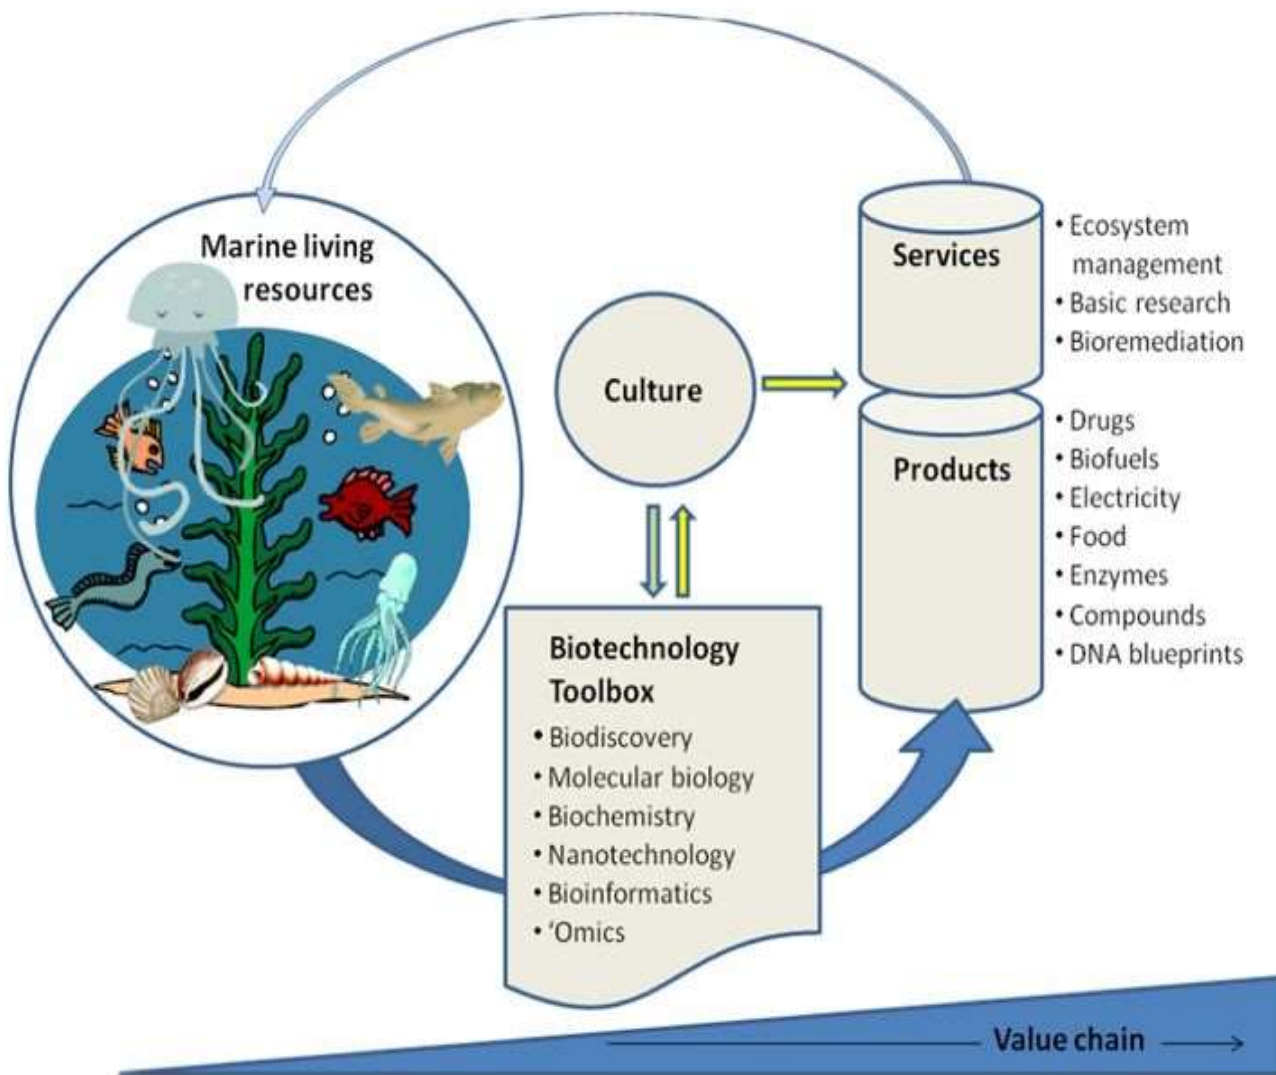 Marine living
resources
Services
• Ecosystem
management
• Basic research
• Bioremediation
Culture
Products
• Drugs
• Biofuels
• Electricity
• Food
• Enzymes
• Compounds
• DNA blueprints
Biotechnology
Toolbox
• Biodiscovery
• Molecular biology
• Biochemistry
• Nanotechnology
• Bioinformatics
• ‘Omics
Value chain